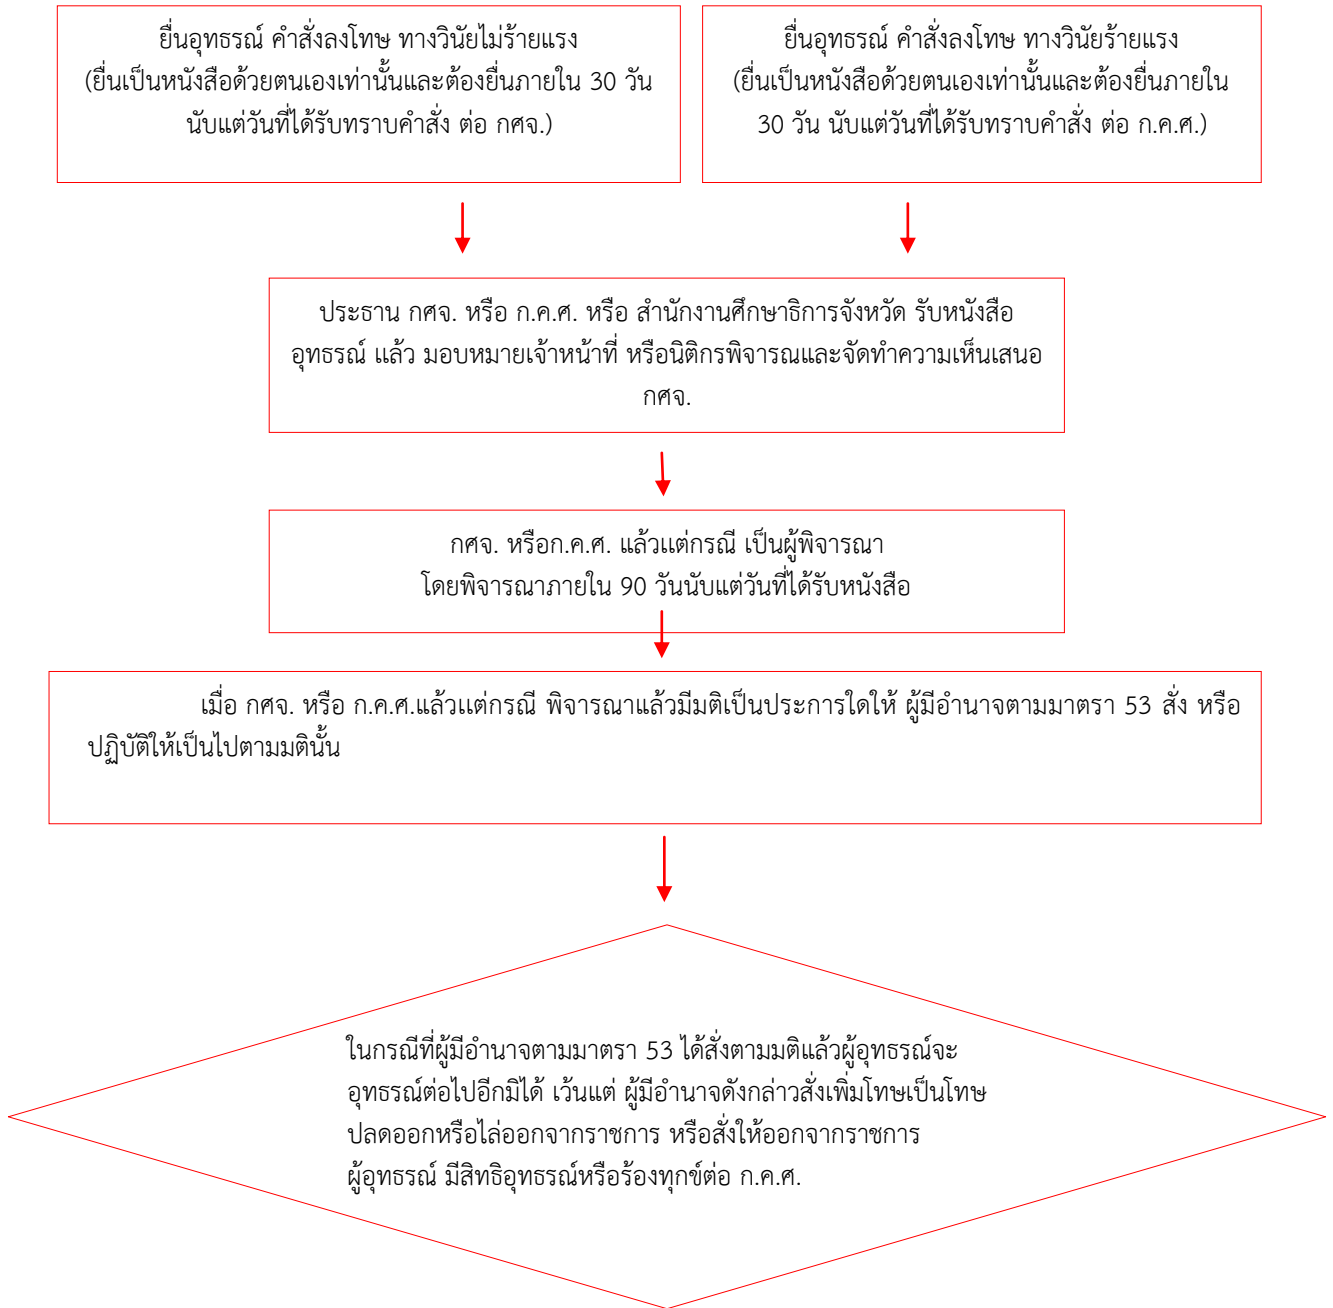 ยื่นอุทธรณ์ คำสั่งลงโทษ ทางวินัยไม่ร้ายแรง
(ยื่นเป็นหนังสือด้วยตนเองเท่านั้นและต้องยื่นภายใน 30 วัน
นับแต่วันที่ได้รับทราบคำสั่ง ต่อ กศจ.)
ยื่นอุทธรณ์ คำสั่งลงโทษ ทางวินัยร้ายแรง
(ยื่นเป็นหนังสือด้วยตนเองเท่านั้นและต้องยื่นภายใน
30 วัน นับแต่วันที่ได้รับทราบคำสั่ง ต่อ ก.ค.ศ.)
ประธาน กศจ. หรือ ก.ค.ศ. หรือ สำนักงานศึกษาธิการจังหวัด รับหนังสือ
อุทธรณ์ แล้ว มอบหมายเจ้าหน้าที่ หรือนิติกรพิจารณและจัดทำความเห็นเสนอ
กศจ.
กศจ. หรือก.ค.ศ. แล้วแต่กรณี เป็นผู้พิจารณา
โดยพิจารณาภายใน 90 วันนับแต่วันที่ได้รับหนังสือ
เมื่อ กศจ. หรือ ก.ค.ศ.แล้วแต่กรณี พิจารณาแล้วมีมติเป็นประการใดให้ ผู้มีอำนาจตามมาตรา 53 สั่ง หรือ
ปฏิบัติให้เป็นไปตามมตินั้น
ในกรณีที่ผู้มีอำนาจตามมาตรา 53 ได้สั่งตามมติแล้วผู้อุทธรณ์จะ
อุทธรณ์ต่อไปอีกมิได้ เว้นแต่ ผู้มีอำนาจดังกล่าวสั่งเพิ่มโทษเป็นโทษ
ปลดออกหรือไล่ออกจากราชการ หรือสั่งให้ออกจากราชการ
ผู้อุทธรณ์ มีสิทธิอุทธรณ์หรือร้องทุกข์ต่อ ก.ค.ศ.